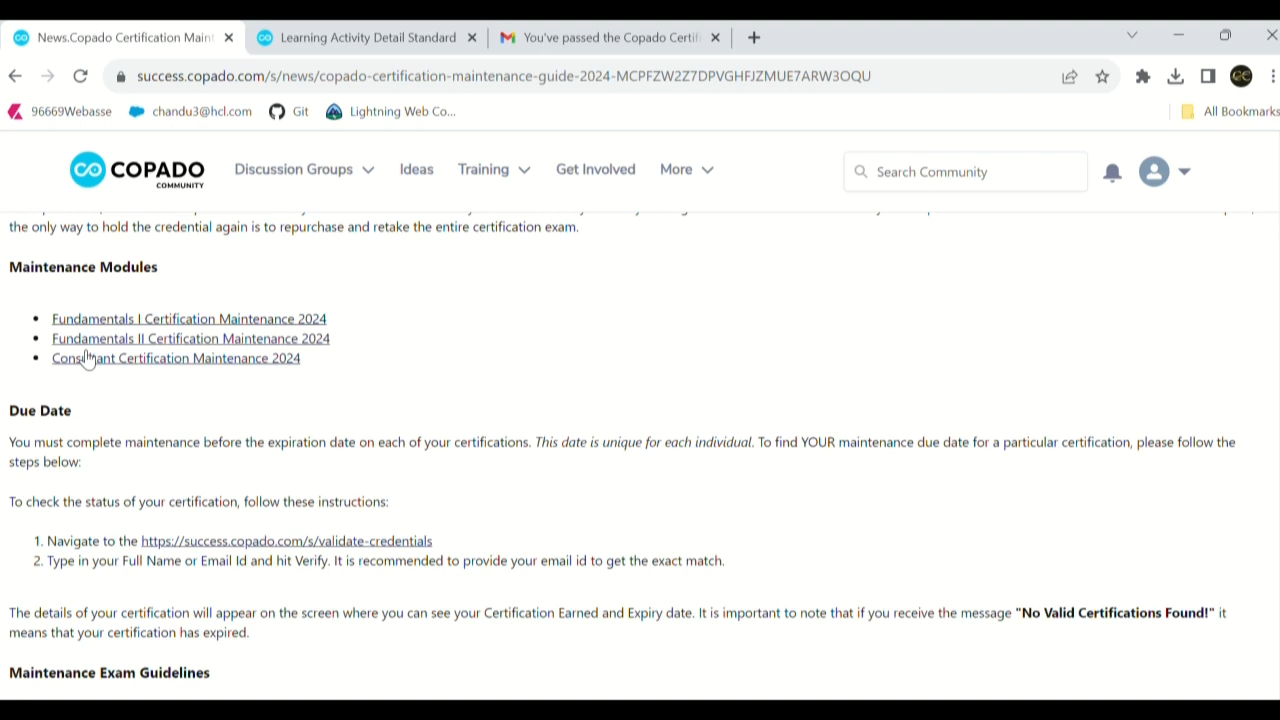 News.Copado Certification Maint
Learning Activity Detail Standard
You've passed the Copado Certif
success.copado.com/s/news/copado-certification-maintenance-guide-2024-MCPFZW2Z7DPVGHFJZMUE7ARW3OQU
96669Webasse
chandu3@hcl.com
Git
Lightning Web Co...
All Bookmarks
COPADO
COMMUNITY
Discussion Groups
Ideas
Training
Get Involved
More
Search Community
the only way to hold the credential again is to repurchase and retake the entire certification exam.
Maintenance Modules
• Fundamentals I Certification Maintenance 2024
• Fundamentals II Certification Maintenance 2024
• Consultant Certification Maintenance 2024
Due Date
You must complete maintenance before the expiration date on each of your certifications. This date is unique for each individual. To find YOUR maintenance due date for a particular certification, please follow the
steps below:
To check the status of your certification, follow these instructions:
1. Navigate to the https://success.copado.com/s/validate-credentials
2. Type in your Full Name or Email Id and hit Verify. It is recommended to provide your email id to get the exact match.
The details of your certification will appear on the screen where you can see your Certification Earned and Expiry date. It is important to note that if you receive the message "No Valid Certifications Found!" it
means that your certification has expired.
Maintenance Exam Guidelines